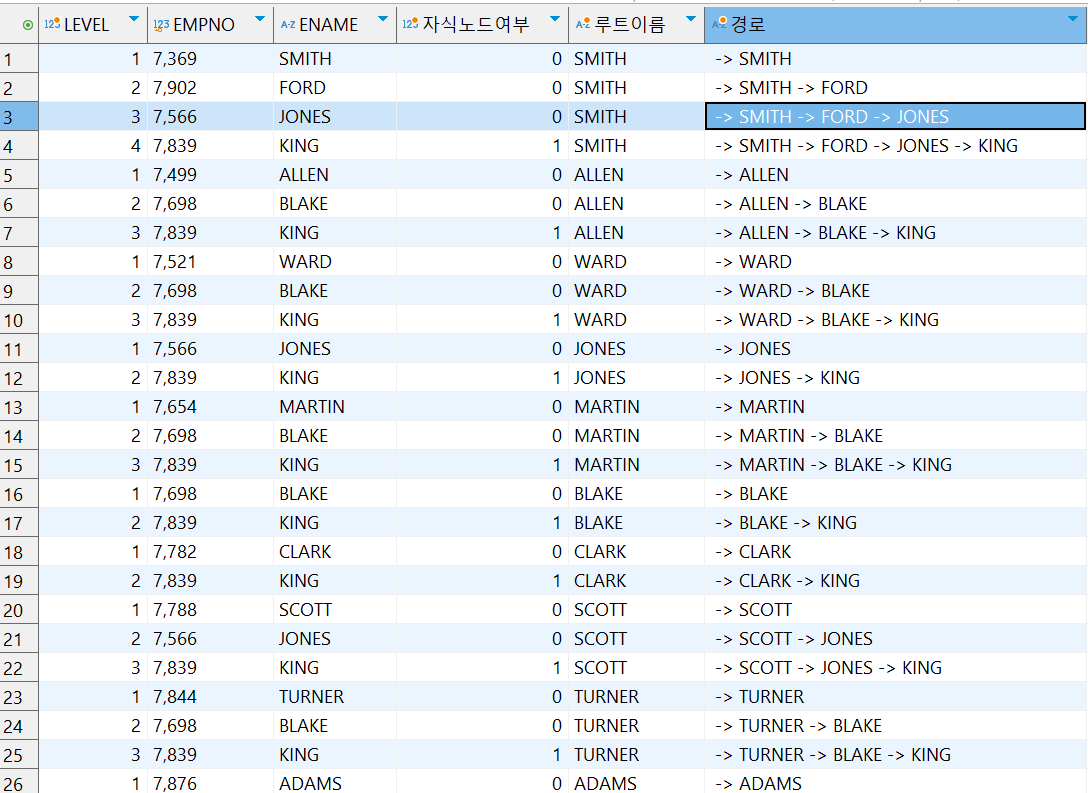 LEVEL EMPNO ENAME 자식노드여부 루트이름 경로
1 1 7,369 SMITH 0 SMITH -> SMITH
2 2 7,902 FORD 0 SMITH -> SMITH -> FORD
3 3 7,566 JONES 0 SMITH -> SMITH -> FORD -> JONES
4 4 7,839 KING 1 SMITH -> SMITH -> FORD -> JONES -> KING
5 1 7,499 ALLEN 0 ALLEN -> ALLEN
6 2 7,698 BLAKE 0 ALLEN -> ALLEN -> BLAKE
7 3 7,839 KING 1 ALLEN -> ALLEN -> BLAKE -> KING
8 1 7,521 WARD 0 WARD -> WARD
9 2 7,698 BLAKE 0 WARD -> WARD -> BLAKE
10 3 7,839 KING 1 WARD -> WARD -> BLAKE -> KING
11 1 7,566 JONES 0 JONES -> JONES
12 2 7,839 KING 1 JONES -> JONES -> KING
13 1 7,654 MARTIN 0 MARTIN -> MARTIN
14 2 7,698 BLAKE 0 MARTIN -> MARTIN -> BLAKE
15 3 7,839 KING 1 MARTIN -> MARTIN -> BLAKE -> KING
16 1 7,698 BLAKE 0 BLAKE -> BLAKE
17 2 7,839 KING 1 BLAKE -> BLAKE -> KING
18 1 7,782 CLARK 0 CLARK -> CLARK
19 2 7,839 KING 1 CLARK -> CLARK -> KING
20 1 7,788 SCOTT 0 SCOTT -> SCOTT
21 2 7,566 JONES 0 SCOTT -> SCOTT -> JONES
22 3 7,839 KING 1 SCOTT -> SCOTT -> JONES -> KING
23 1 7,844 TURNER 0 TURNER -> TURNER
24 2 7,698 BLAKE 0 TURNER -> TURNER -> BLAKE
25 3 7,839 KING 1 TURNER -> TURNER -> BLAKE -> KING
26 1 7,876 ADAMS 0 ADAMS -> ADAMS